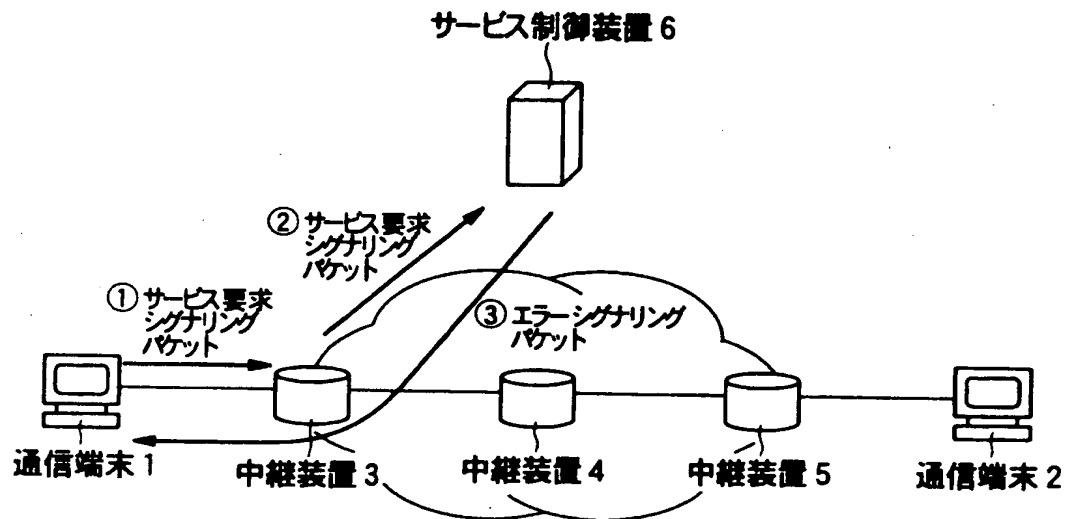 サービス制御装置6
② サービス要求
シグナリング
パケット
① サービス要求
シグナリング
パケット
③ エラーシグナリング
パケット
通信端末1
中継装置3
中継装置4
中継装置5
通信端末2